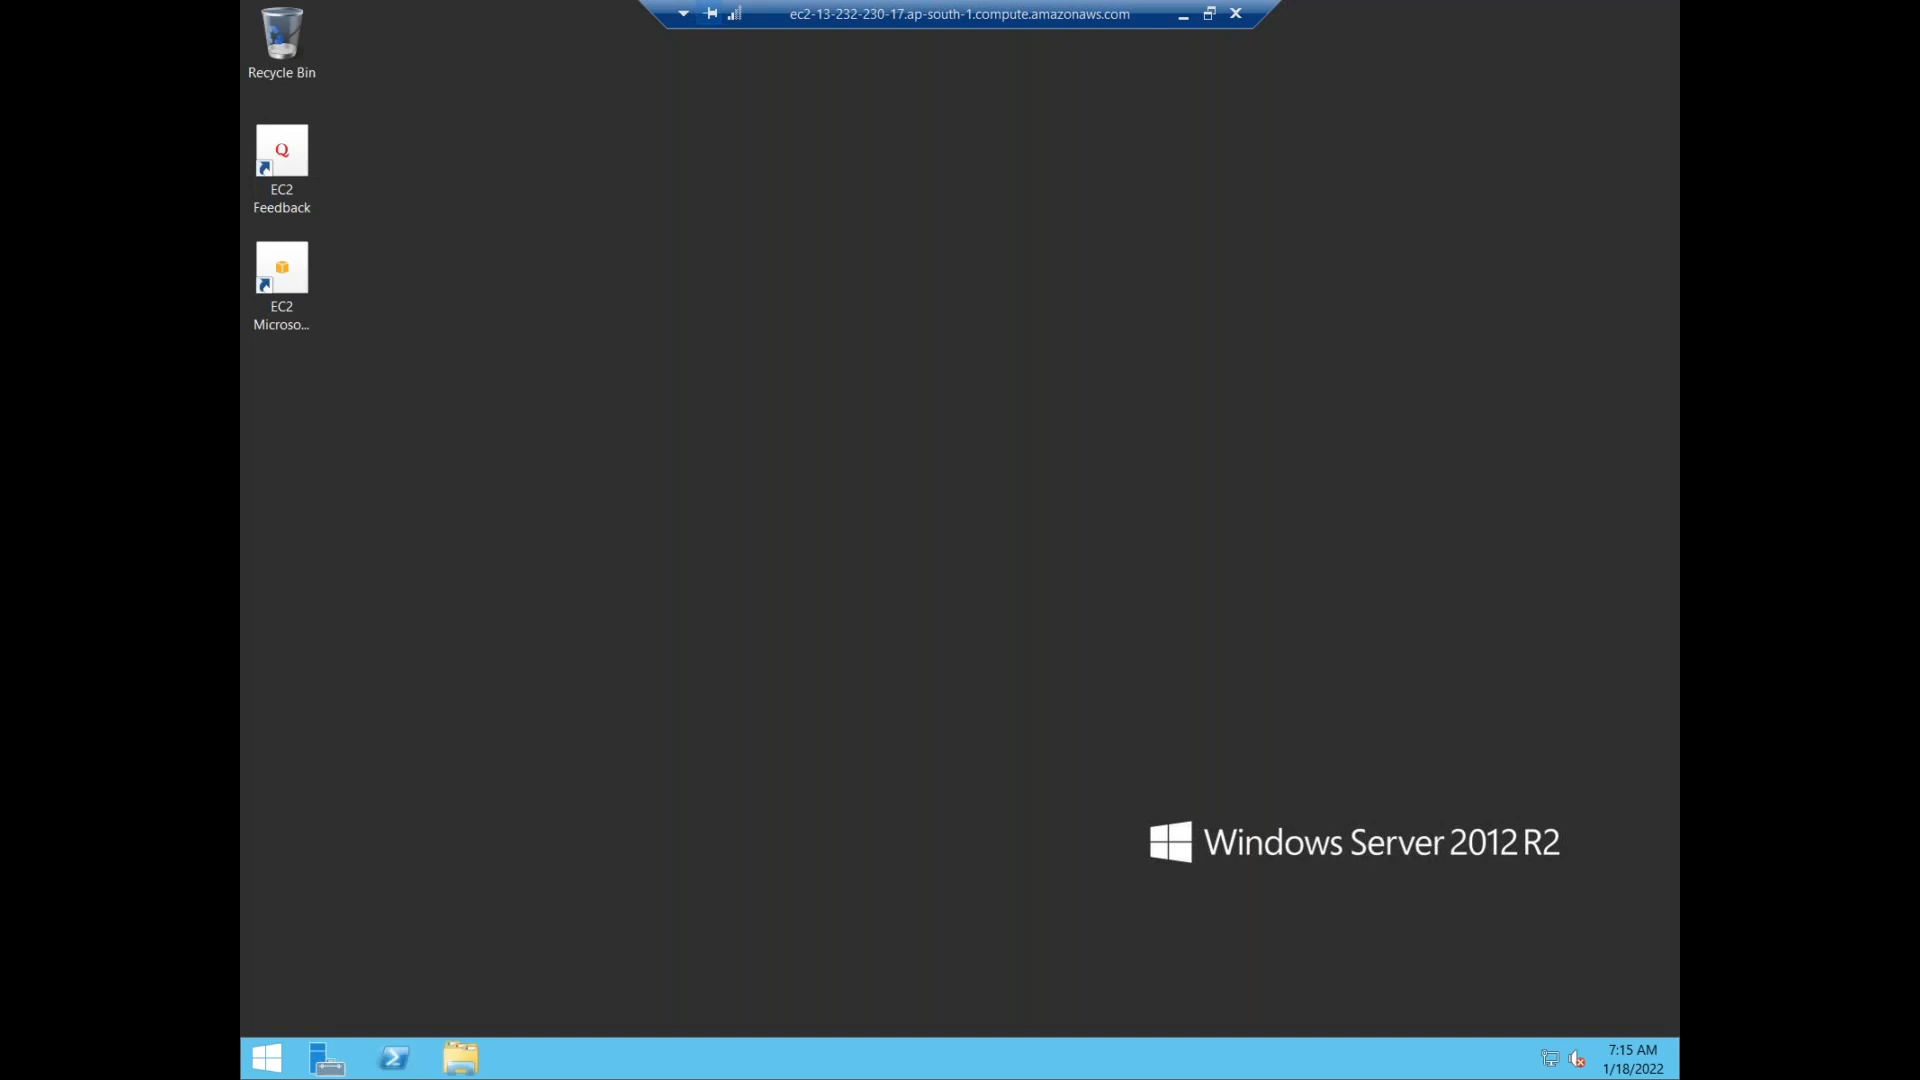 ec2-13-232-230-17.ap-south-1.compute.amazonaws.com
Recycle Bin
Q
EC2
Feedback
EC2
Microso...
Windows Server 2012 R2
7:15 AM
1/18/2022